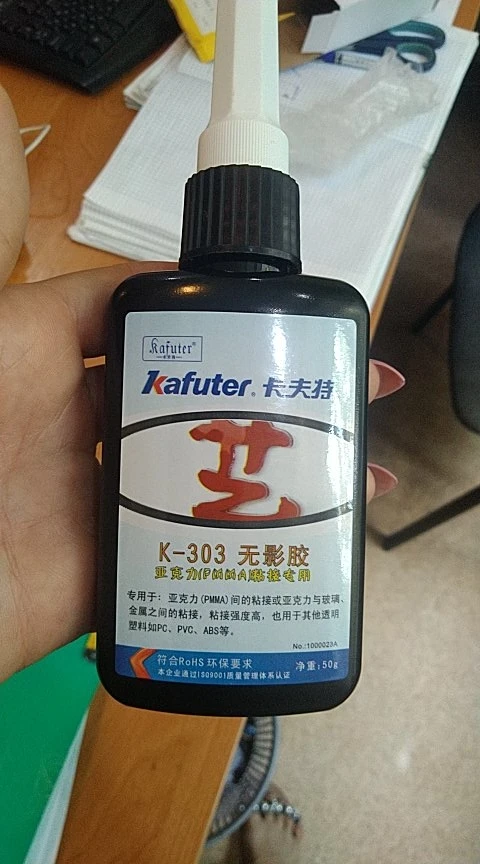 Kafuter®
Kafuter® 卡夫特
艺
K-303 无影胶
亚克力(PMMA)粘接专用
专用于：亚克力(PMMA)间的粘接或亚克力与玻璃、
金属之间的粘接，粘接强度高，也用于其他透明
塑料如PC、PVC、ABS等。
No.:1000023A
符合RoHS环保要求
净重：50g
本企业通过ISO9001质量管理体系认证